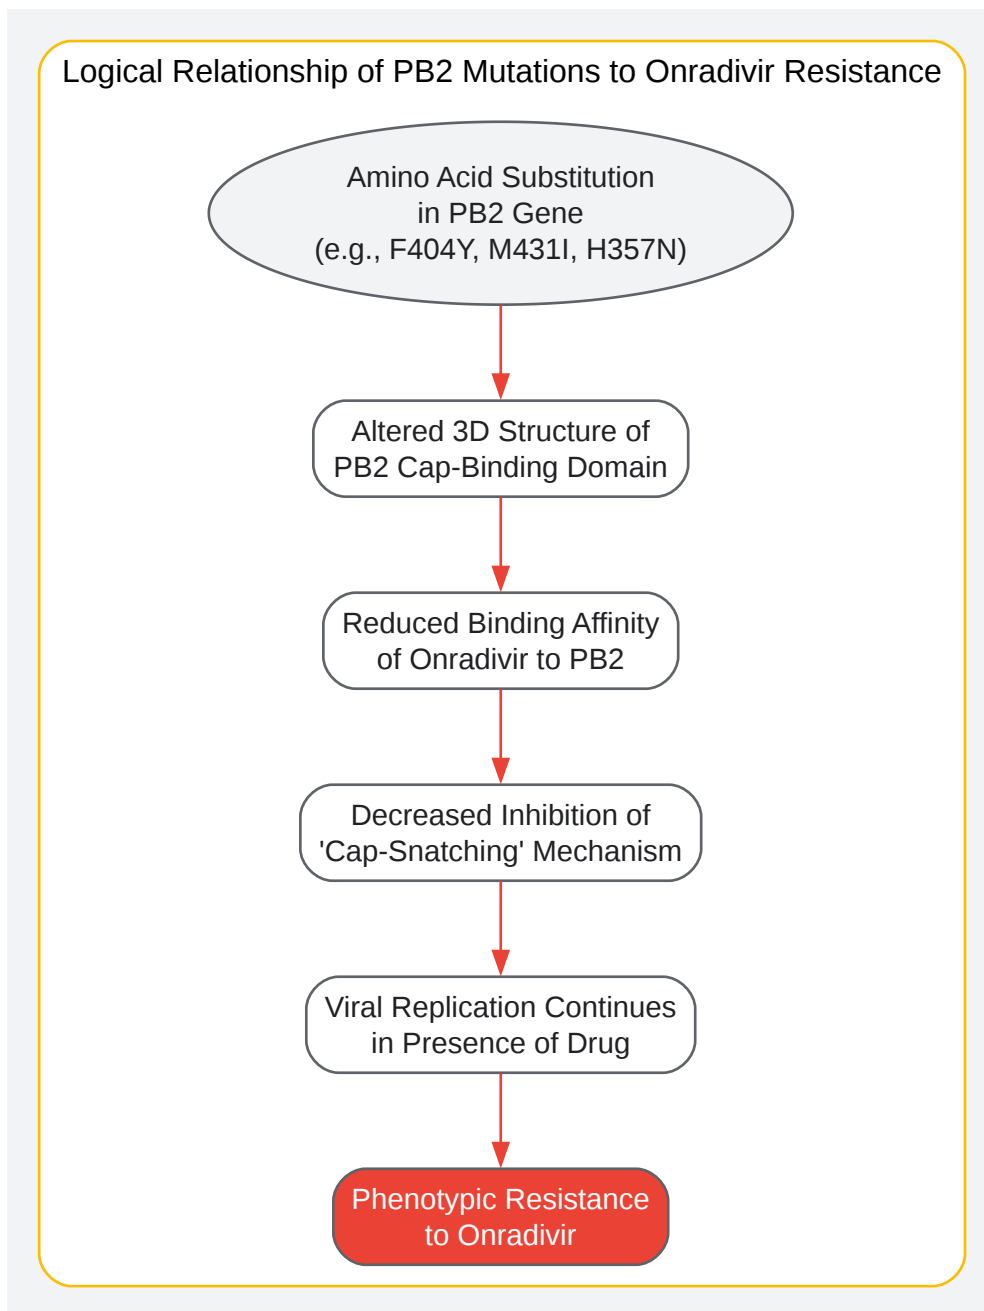 Logical Relationship of PB2 Mutations to Onradivir Resistance
Amino Acid Substitution
in PB2 Gene
(e.g., F404Y, M431I, H357N)
Altered 3D Structure of
PB2 Cap-Binding Domain
Reduced Binding Affinity
of Onradivir to PB2
Decreased Inhibition of
'Cap-Snatching' Mechanism
Viral Replication Continues
in Presence of Drug
Phenotypic Resistance
to Onradivir